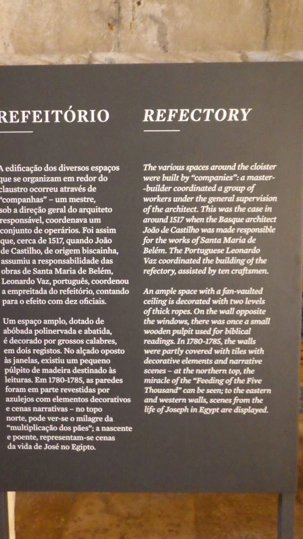 REFEITÓRIO
A edificação dos diversos espaços
que se organizam em redor do
claustro ocorreu através de
"companhas" – um mestre,
sob a direção geral do arquiteto
responsável, coordenava um
conjunto de operários. Foi assim
que, cerca de 1517, quando João
de Castilho, de origem biscainha,
assumiu a responsabilidade das
obras de Santa Maria de Belém,
Leonardo Vaz, português, coordenou
a empreitada do refeitório, contando
para o efeito com dez oficiais.
Um espaço amplo, dotado de
abóbada polinervada e abatida,
é decorado por grossos calabres,
em dois registos. No alçado oposto
às janelas, existiu um pequeno
púlpito de madeira destinado às
leituras. Em 1780-1785, as paredes
foram em parte revestidas por
azulejos com elementos decorativos
e cenas narrativas – no topo
norte, pode ver-se o milagre da
"multiplicação dos pães"; a nascente
e poente, representam-se cenas
da vida de José no Egipto.
REFECTORY
The various spaces around the cloister
were built by "companies": a master-
-builder coordinated a group of
workers under the general supervision
of the architect. This was the case in
around 1517 when the Basque architect
João de Castilho was made responsible
for the works of Santa Maria de
Belém. The Portuguese Leonardo
Vaz coordinated the building of the
refectory, assisted by ten craftsmen.
An ample space with a fan-vaulted
ceiling is decorated with two levels
of thick ropes. On the wall opposite
the windows, there was once a small
wooden pulpit used for biblical
readings. In 1780-1785, the walls
were partly covered with tiles with
decorative elements and narrative
scenes – at the northern top, the
miracle of the "Feeding of the Five
Thousand" can be seen; to the eastern
and western walls, scenes from the
life of Joseph in Egypt are displayed.